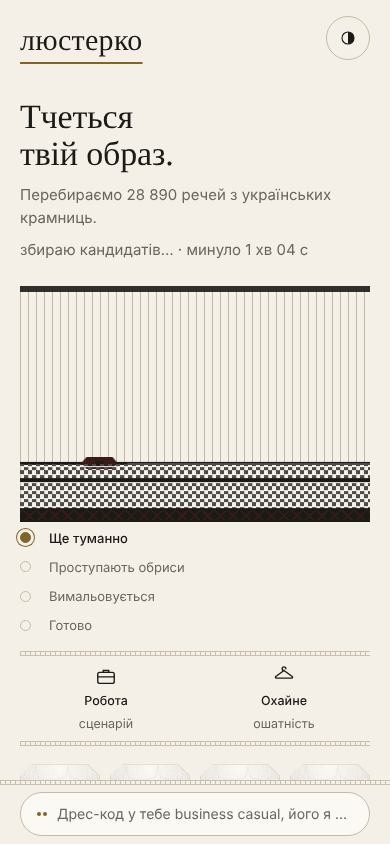 люстерко
Тчеться
твій образ.
Перебираємо 28 890 речей з українських
крамниць.
збираю кандидатів... · минуло 1 хв 04 с
Ще туманно
Проступають обриси
Вимальовується
Готово
Робота
Охайне
сценарій
ошатність
Дрес-код у тебе business casual, його я ...